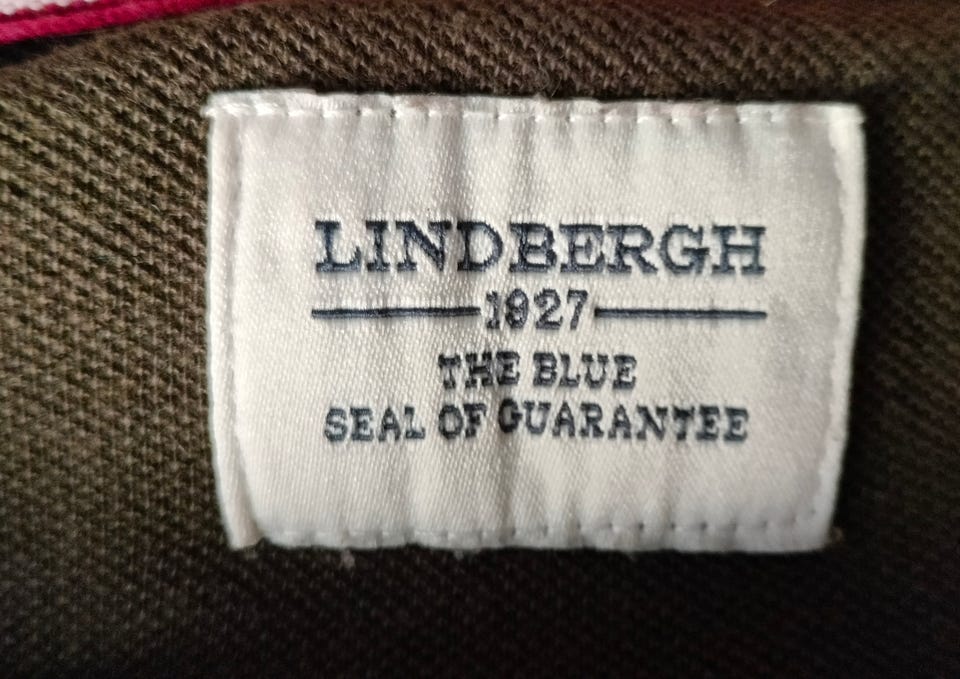 LINDBERGH
1927
THE BLUE
SEAL OF GUARANTEE